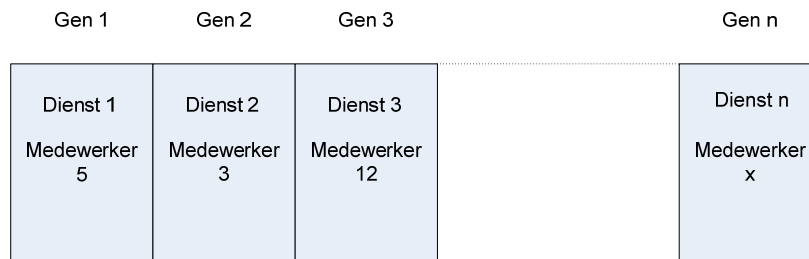 Gen 1 Gen 2 Gen 3 Gen n
Dienst 1 Dienst 2 Dienst 3 Dienst n
Medewerker Medewerker Medewerker Medewerker
5 3 12 x